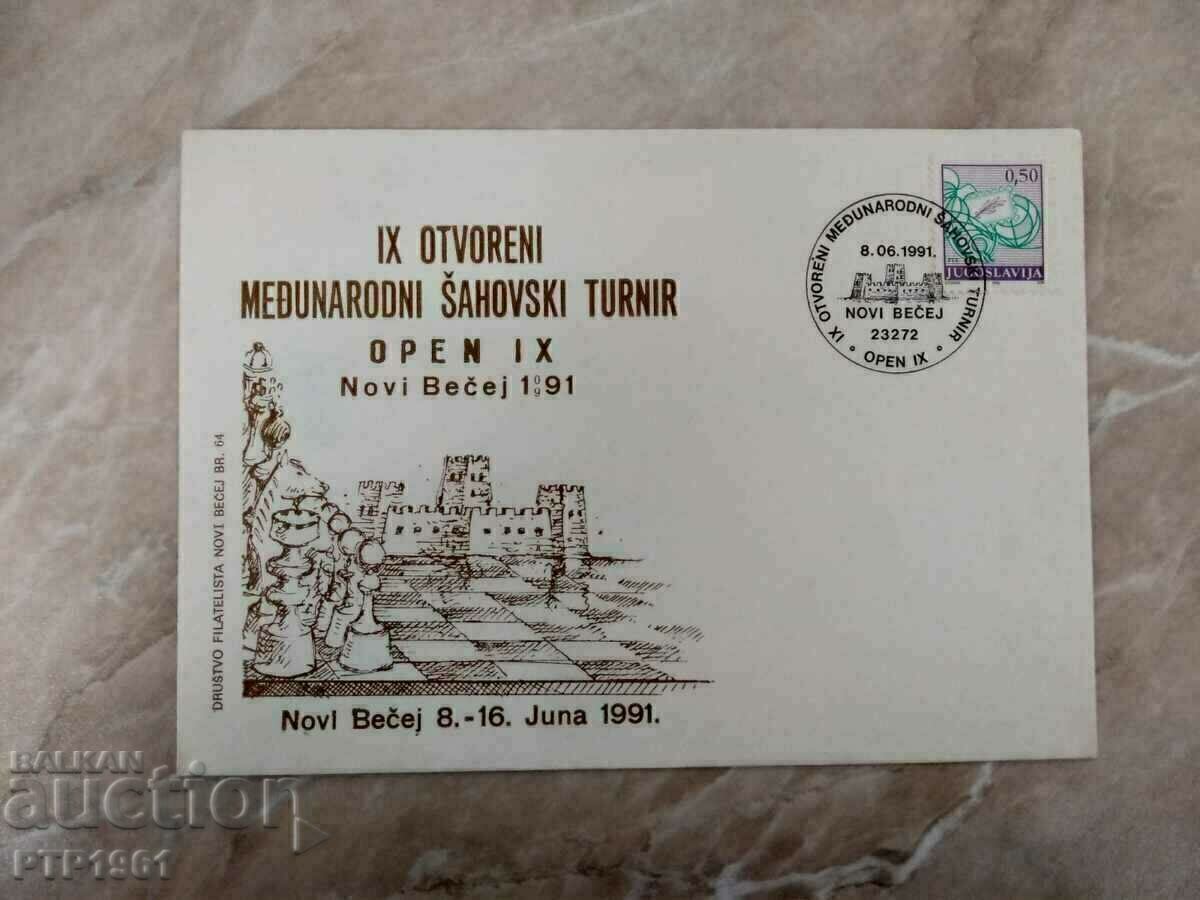 IX OTVORENI
MEĐUNARODNI ŠAHOVSKI TURNIR
OPEN IX
Novi Bečej 1991
DRUŠTVO FILATELISTA NOVI BEČEJ BR. 64
Novi Bečej 8.-16. Juna 1991.
0,50
PTT
JUGOSLAVIJA
IX OTVORENI MEĐUNARODNI ŠAHOVSKI TURNIR
8.06.1991.
NOVI BEČEJ
23272
OPEN IX
BALKAN
auction
PTP1961